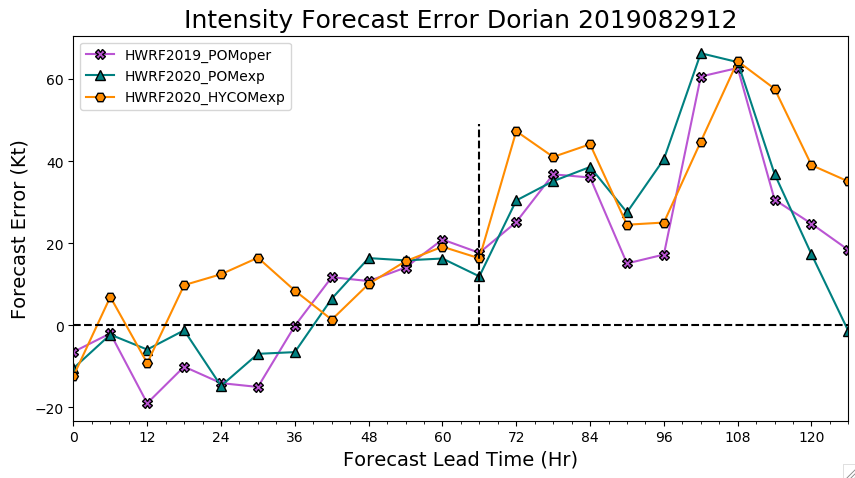 Intensity Forecast Error Dorian 2019082912
HWRF2019_POMoper
HWRF2020_POMexp
HWRF2020_HYCOMexp
Forecast Error (Kt)
60
40
20
0
−20
0 12 24 36 48 60 72 84 96 108 120
Forecast Lead Time (Hr)